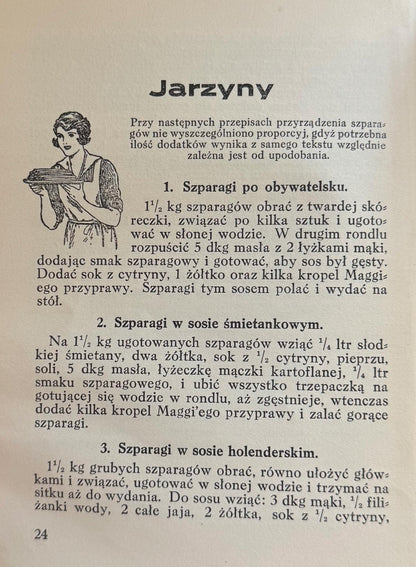 Jarzyny
Przy następnych przepisach przyrządzenia szpara-
gów nie wyszczególniono proporcyj, gdyż potrzebna
ilość dodatków wynika z samego tekstu względnie
zależna jest od upodobania.
1. Szparagi po obywatelsku.
1½ kg szparagów obrać z twardej skó-
reczki, związać po kilka sztuk i ugoto-
wać w słonej wodzie. W drugim rondlu
rozpuścić 5 dkg masła z 2 łyżkami mąki,
dodając smak szparagowy i gotować, aby sos był gęsty.
Dodać sok z cytryny, 1 żółtko oraz kilka kropel Maggi-
ego przyprawy. Szparagi tym sosem polać i wydać na
stół.
2. Szparagi w sosie śmietankowym.
Na 1½ kg ugotowanych szparagów wziąć ¼ ltr słod-
kiej śmietany, dwa żółtka, sok z ½ cytryny, pieprzu,
soli, 5 dkg masła, łyżeczkę mączki kartoflanej, ¼ ltr
smaku szparagowego, i ubić wszystko trzepaczką na
gotującej się wodzie w rondlu, aż zgęstnieje, wtenczas
dodać kilka kropel Maggi'ego przyprawy i zalać gorące
szparagi.
3. Szparagi w sosie holenderskim.
1½ kg grubych szparagów obrać, równo ułożyć głów-
kami i związać, ugotować w słonej wodzie i trzymać na
sitku aż do wydania. Do sosu wziąć: 3 dkg mąki, ½ fili-
żanki wody, 2 całe jaja, 2 żółtka, sok z ½ cytryny,
24